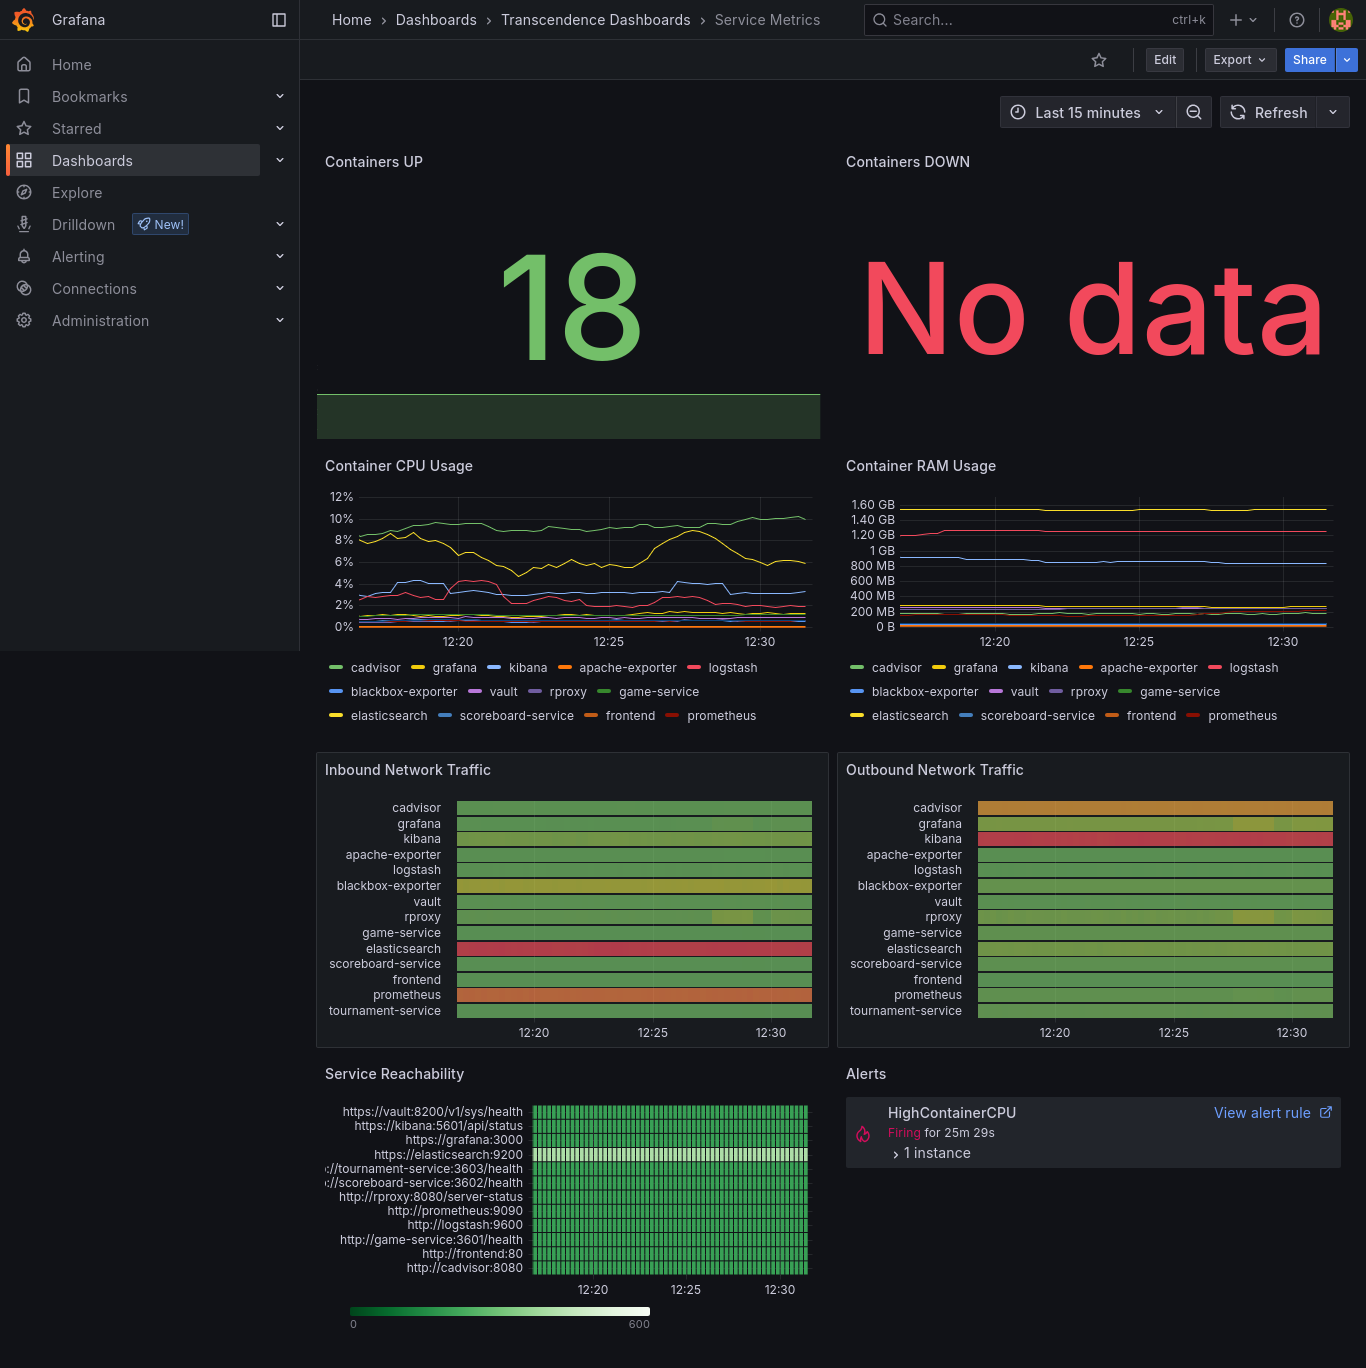 Grafana
Home
Bookmarks
Starred
Dashboards
Explore
Drilldown New!
Alerting
Connections
Administration
Home › Dashboards › Transcendence Dashboards › Service Metrics
Search... ctrl+k
Edit Export Share
Last 15 minutes Refresh
Containers UP
18
Containers DOWN
No data
Container CPU Usage
12%
10%
8%
6%
4%
2%
0%
12:20 12:25 12:30
cadvisor grafana kibana apache-exporter logstash
blackbox-exporter vault rproxy game-service
elasticsearch scoreboard-service frontend prometheus
Container RAM Usage
1.60 GB
1.40 GB
1.20 GB
1 GB
800 MB
600 MB
400 MB
200 MB
0 B
12:20 12:25 12:30
cadvisor grafana kibana apache-exporter logstash
blackbox-exporter vault rproxy game-service
elasticsearch scoreboard-service frontend prometheus
Inbound Network Traffic
cadvisor
grafana
kibana
apache-exporter
logstash
blackbox-exporter
vault
rproxy
game-service
elasticsearch
scoreboard-service
frontend
prometheus
tournament-service
12:20 12:25 12:30
Outbound Network Traffic
cadvisor
grafana
kibana
apache-exporter
logstash
blackbox-exporter
vault
rproxy
game-service
elasticsearch
scoreboard-service
frontend
prometheus
tournament-service
12:20 12:25 12:30
Service Reachability
https://vault:8200/v1/sys/health
https://kibana:5601/api/status
https://grafana:3000
https://elasticsearch:9200
://tournament-service:3603/health
://scoreboard-service:3602/health
http://rproxy:8080/server-status
http://prometheus:9090
http://logstash:9600
http://game-service:3601/health
http://frontend:80
http://cadvisor:8080
12:20 12:25 12:30
0 600
Alerts
HighContainerCPU View alert rule
Firing for 25m 29s
› 1 instance